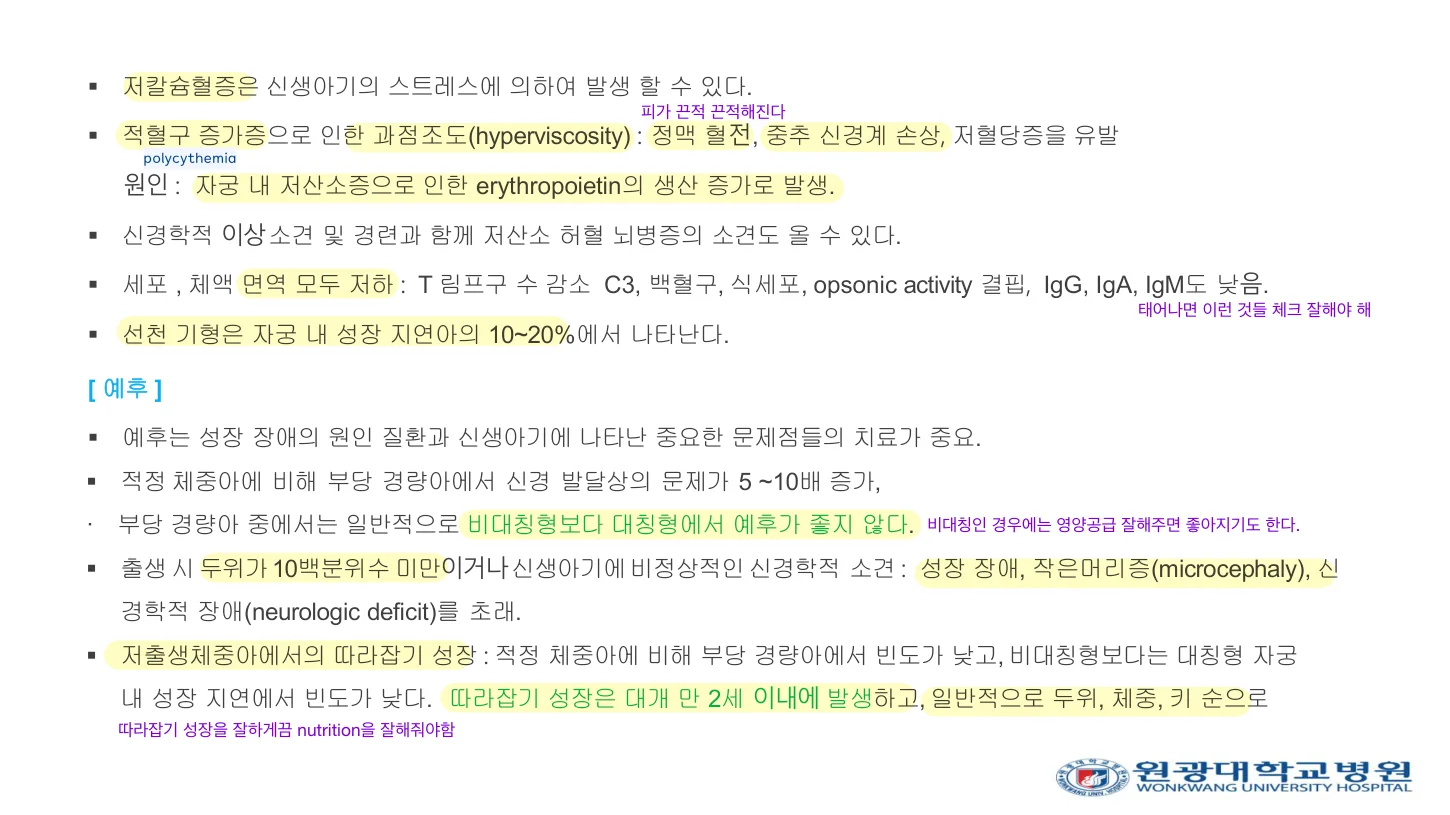 ▪ 저칼슘혈증은 신생아기의 스트레스에 의하여 발생 할 수 있다.
피가 끈적 끈적해진다
▪ 적혈구 증가증으로 인한 과점조도(hyperviscosity) : 정맥 혈전, 중추 신경계 손상, 저혈당증을 유발
polycythemia
원인 : 자궁 내 저산소증으로 인한 erythropoietin의 생산 증가로 발생.
▪ 신경학적 이상 소견 및 경련과 함께 저산소 허혈 뇌병증의 소견도 올 수 있다.
▪ 세포 , 체액 면역 모두 저하 : T 림프구 수 감소 C3, 백혈구, 식세포, opsonic activity 결핍, IgG, IgA, IgM도 낮음.
태어나면 이런 것들 체크 잘해야 해
▪ 선천 기형은 자궁 내 성장 지연아의 10~20%에서 나타난다.
[ 예후 ]
▪ 예후는 성장 장애의 원인 질환과 신생아기에 나타난 중요한 문제점들의 치료가 중요.
▪ 적정 체중아에 비해 부당 경량아에서 신경 발달상의 문제가 5 ~10배 증가,
· 부당 경량아 중에서는 일반적으로 비대칭형보다 대칭형에서 예후가 좋지 않다. 비대칭인 경우에는 영양공급 잘해주면 좋아지기도 한다.
▪ 출생 시 두위가 10백분위수 미만이거나 신생아기에 비정상적인 신경학적 소견 : 성장 장애, 작은머리증(microcephaly), 신
경학적 장애(neurologic deficit)를 초래.
▪ 저출생체중아에서의 따라잡기 성장 : 적정 체중아에 비해 부당 경량아에서 빈도가 낮고, 비대칭형보다는 대칭형 자궁
내 성장 지연에서 빈도가 낮다. 따라잡기 성장은 대개 만 2세 이내에 발생하고, 일반적으로 두위, 체중, 키 순으로
따라잡기 성장을 잘하게끔 nutrition을 잘해줘야함
원광대학교병원
WONKWANG UNIVERSITY HOSPITAL